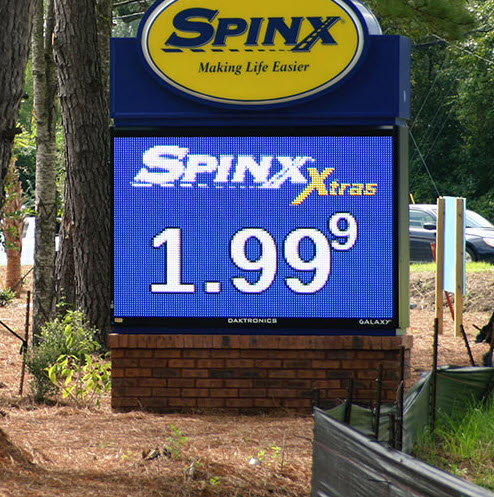 SPINX
Making Life Easier
SPINX Xtras
1.999
DAKTRONICS GALAXY